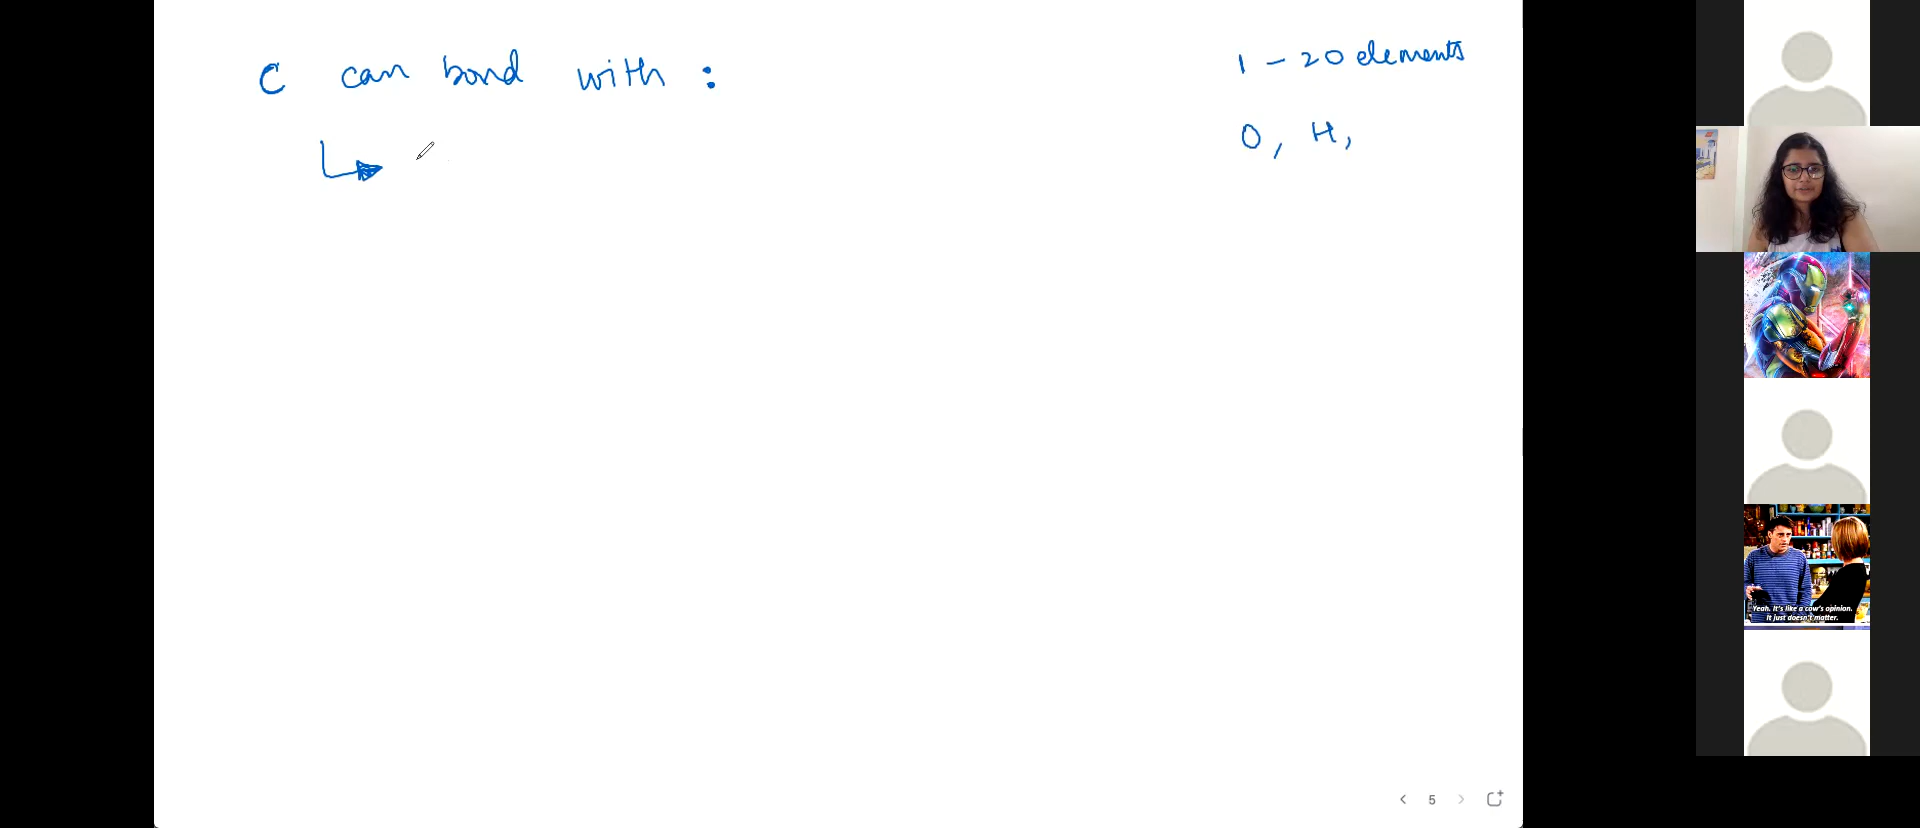 C can bond with :
1 - 20 elements
O, H,
Yeah. It's like a cow's opinion.
It just doesn't matter.
5